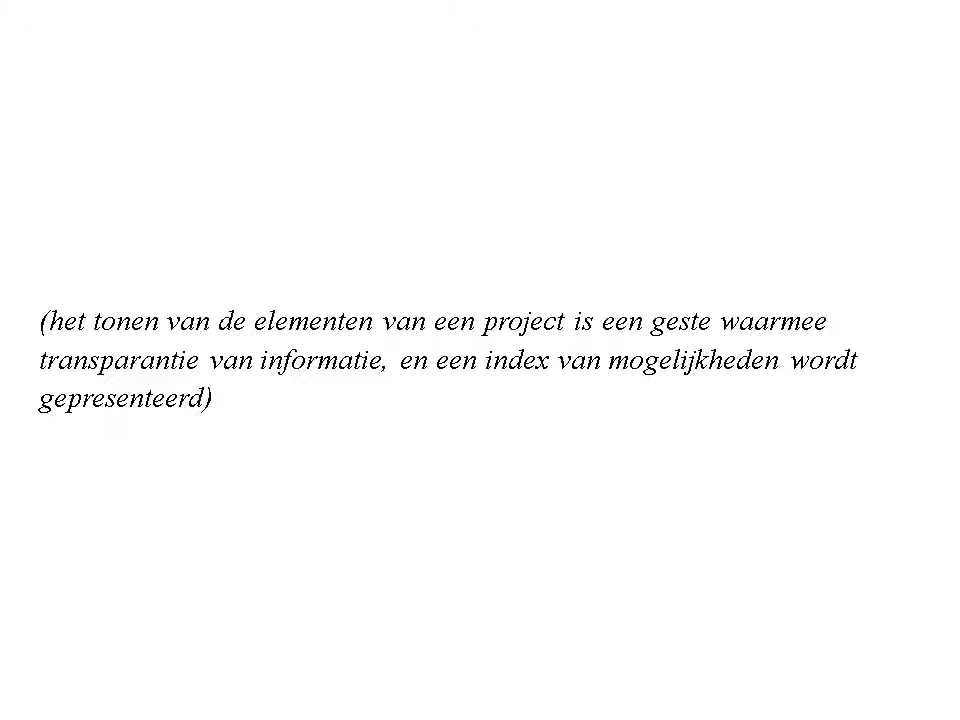 (het tonen van de elementen van een project is een geste waarmee
transparantie van informatie, en een index van mogelijkheden wordt
gepresenteerd)